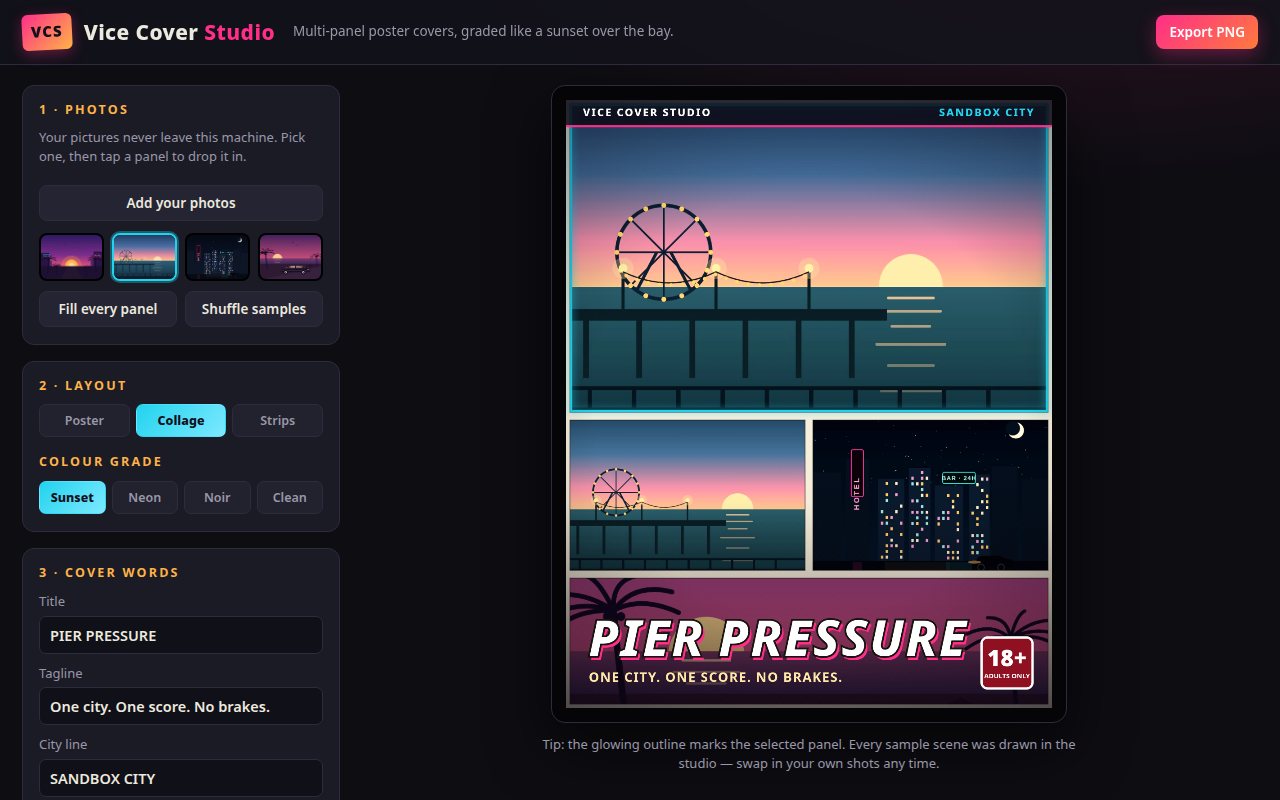 VCS
Vice Cover Studio
Multi-panel poster covers, graded like a sunset over the bay.
Export PNG
1 · PHOTOS
Your pictures never leave this machine. Pick
one, then tap a panel to drop it in.
Add your photos
Fill every panel
Shuffle samples
2 · LAYOUT
Poster
Collage
Strips
COLOUR GRADE
Sunset
Neon
Noir
Clean
3 · COVER WORDS
Title
PIER PRESSURE
Tagline
One city. One score. No brakes.
City line
SANDBOX CITY
VICE COVER STUDIO
SANDBOX CITY
HOTEL
BAR · 24H
PIER PRESSURE
ONE CITY. ONE SCORE. NO BRAKES.
18+
ADULTS ONLY
Tip: the glowing outline marks the selected panel. Every sample scene was drawn in the
studio — swap in your own shots any time.